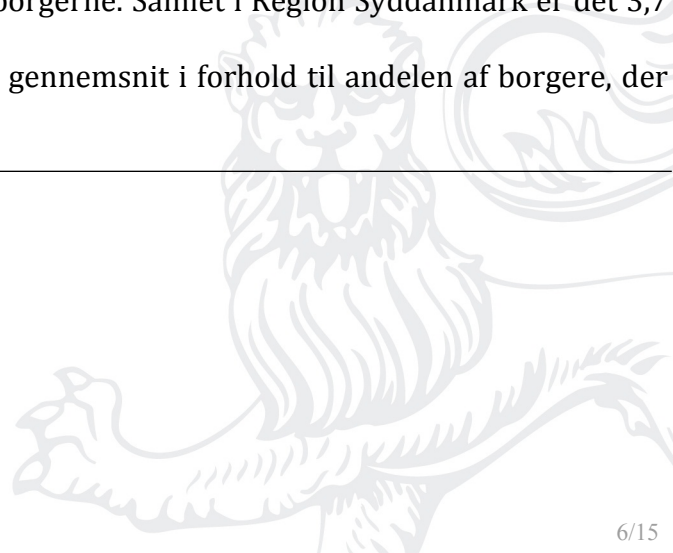 borgerne. Samlet i Region Syddanmark er det 3,7
gennemsnit i forhold til andelen af borgere, der
6/15